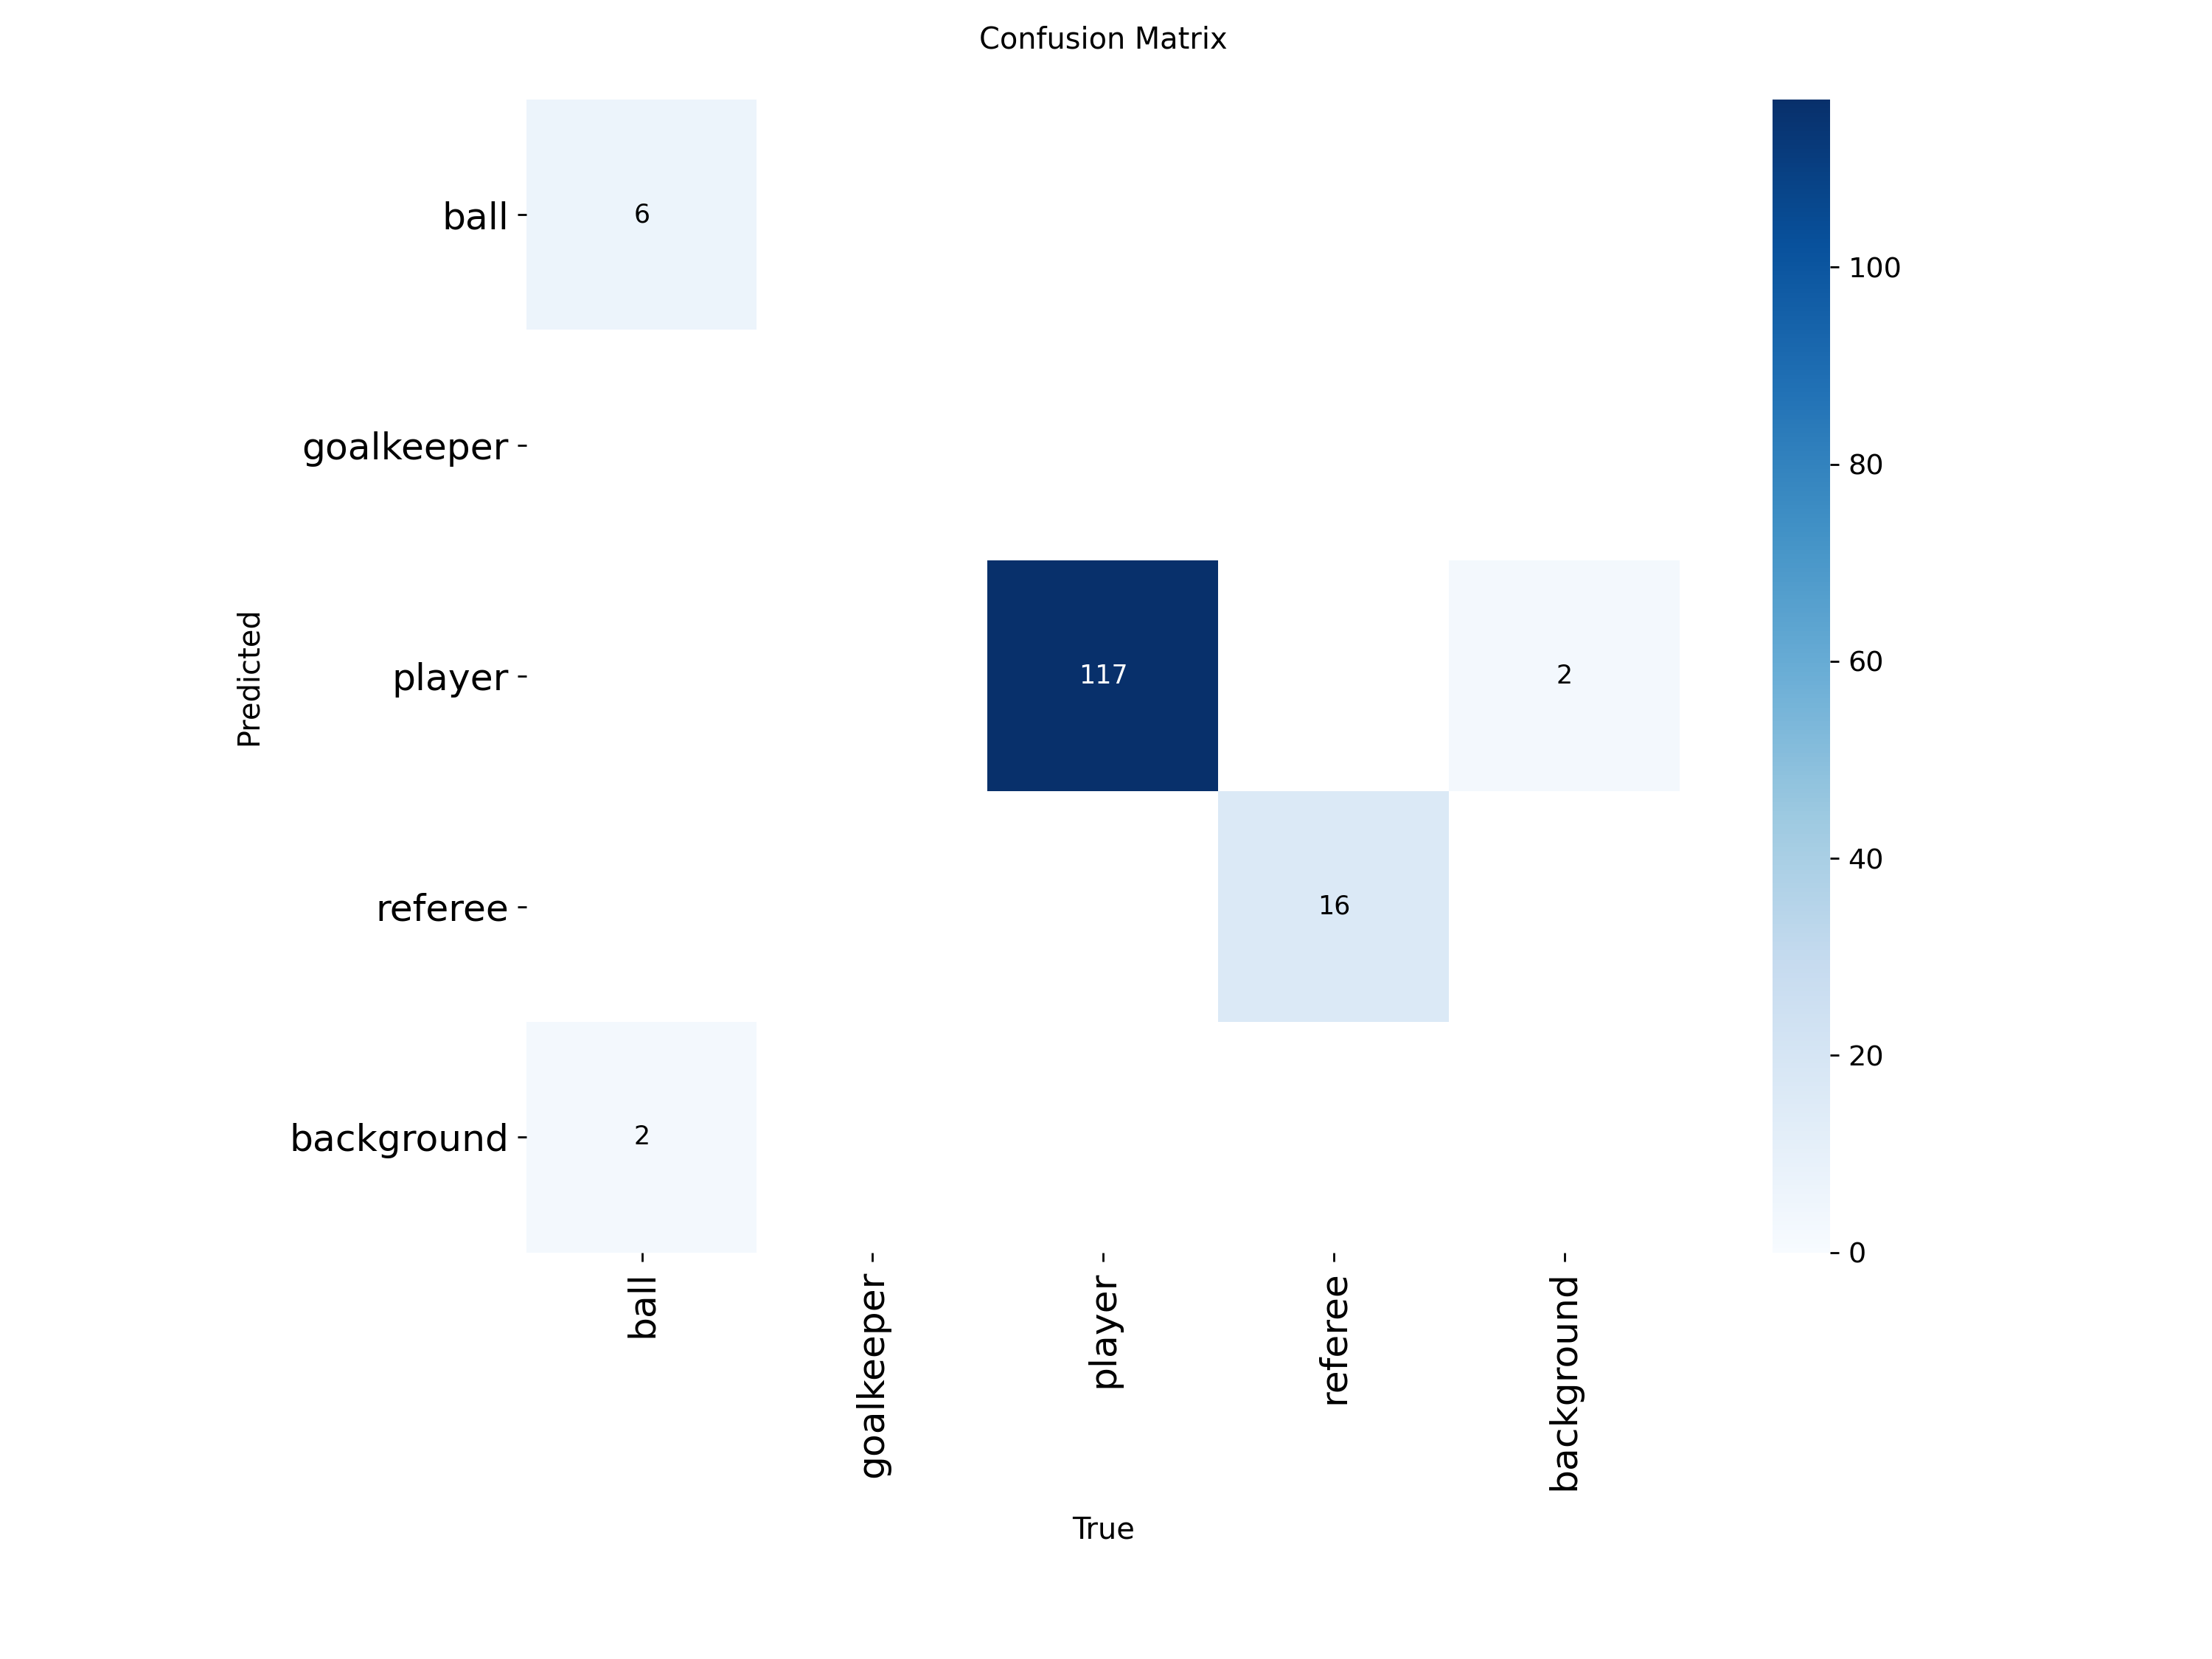 Confusion Matrix
ball
6
goalkeeper
player
117
2
referee
16
background
2
Predicted
ball
goalkeeper
player
referee
background
True
100
80
60
40
20
0